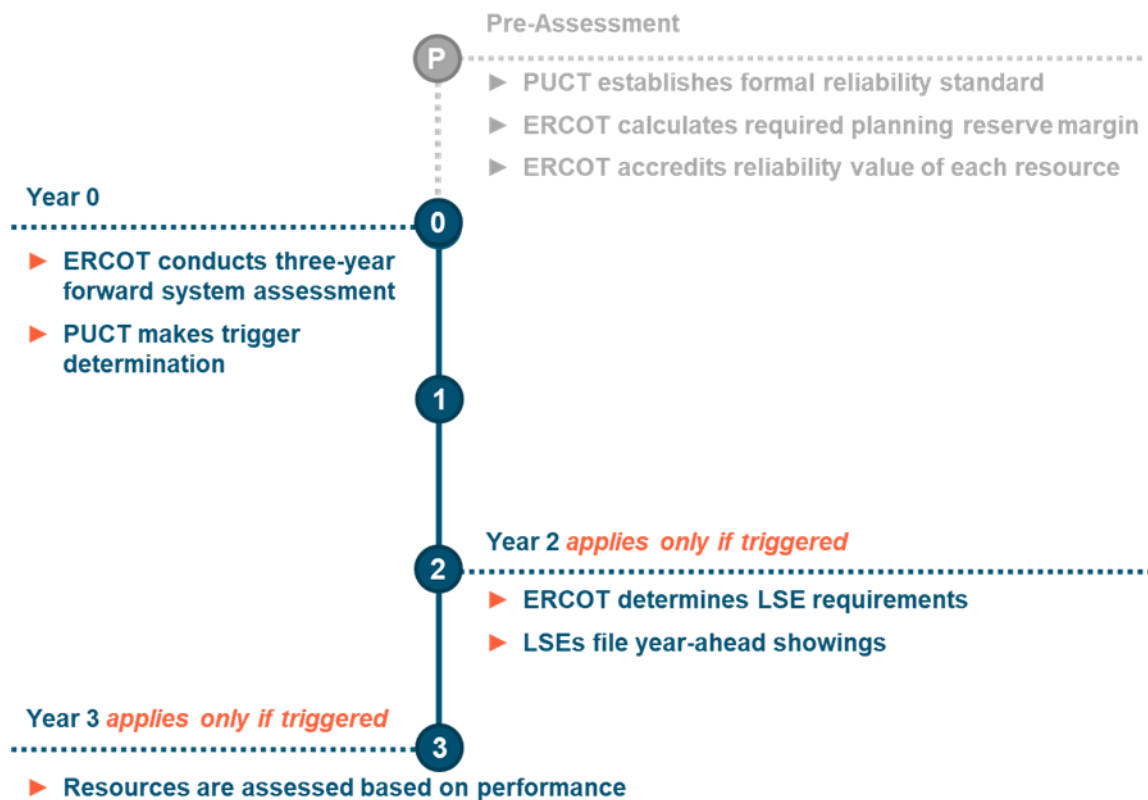 Pre-Assessment
P
► PUCT establishes formal reliability standard
► ERCOT calculates required planning reserve margin
► ERCOT accredits reliability value of each resource
Year 0
0
► ERCOT conducts three-year
forward system assessment
► PUCT makes trigger
determination
1
Year 2 applies only if triggered
2
► ERCOT determines LSE requirements
► LSEs file year-ahead showings
Year 3 applies only if triggered
3
► Resources are assessed based on performance